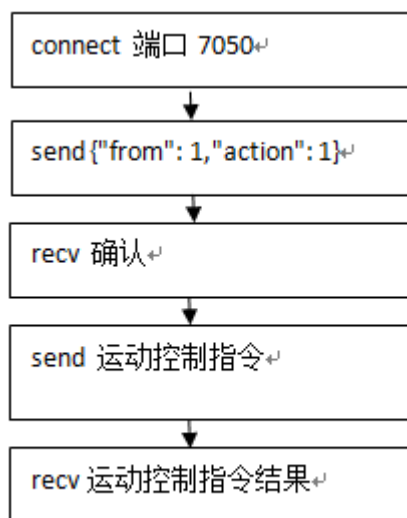 connect 端口 7050
send {"from": 1,"action": 1}
recv 确认
send 运动控制指令
recv 运动控制指令结果